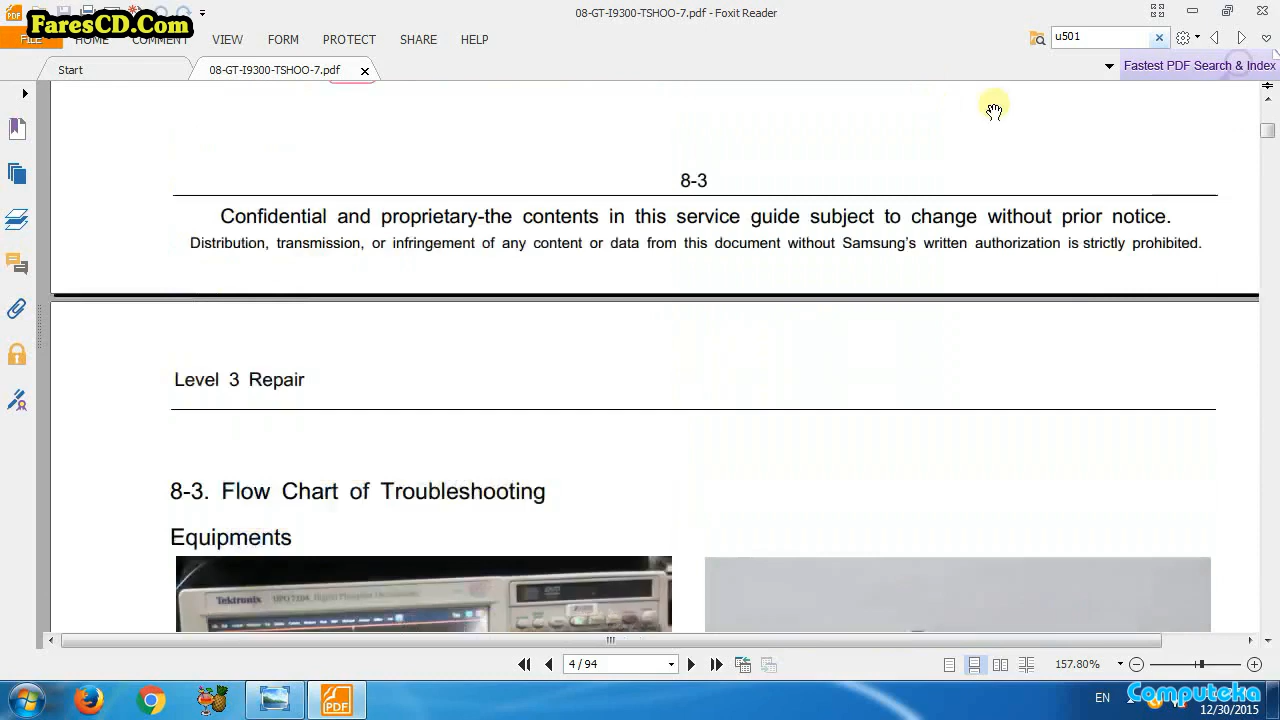 FaresCD.Com
08-GT-I9300-TSHOO-7.pdf - Foxit Reader
FILE HOME COMMENT VIEW FORM PROTECT SHARE HELP
u501
Start
08-GT-I9300-TSHOO-7.pdf
Fastest PDF Search & Index
8-3
Confidential and proprietary-the contents in this service guide subject to change without prior notice.
Distribution, transmission, or infringement of any content or data from this document without Samsung's written authorization is strictly prohibited.
Level 3 Repair
8-3. Flow Chart of Troubleshooting
Equipments
Tektronix
4 / 94
157.80%
PDF
EN
Computeka
12/30/2015